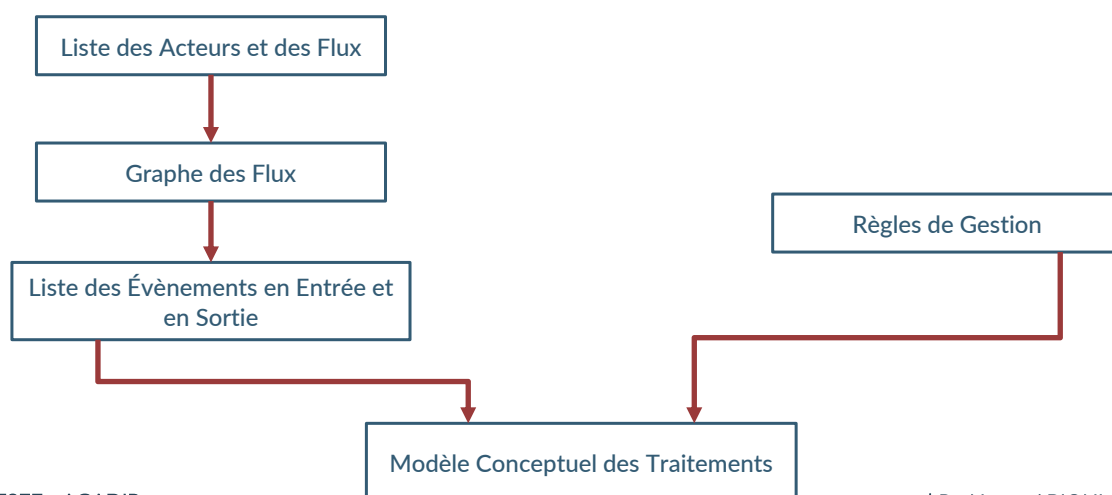 Liste des Acteurs et des Flux
Graphe des Flux
Règles de Gestion
Liste des Évènements en Entrée et
en Sortie
Modèle Conceptuel des Traitements